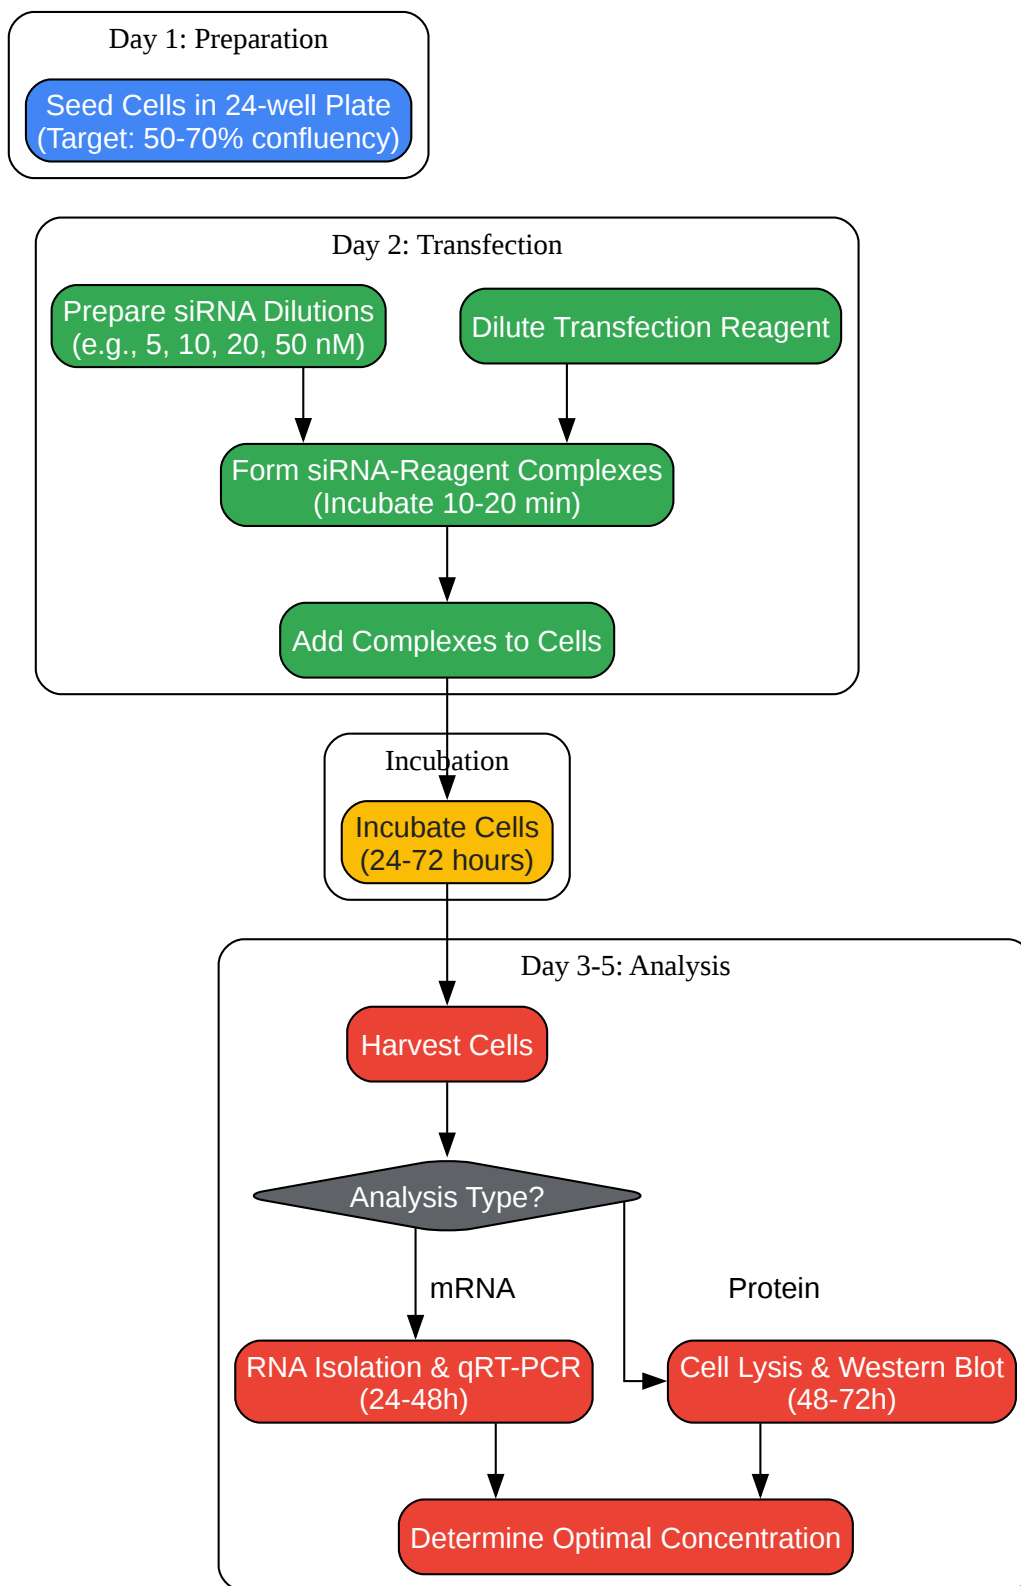 Day 1: Preparation
Seed Cells in 24-well Plate
(Target: 50-70% confluency)
Day 2: Transfection
Prepare siRNA Dilutions
(e.g., 5, 10, 20, 50 nM)
Dilute Transfection Reagent
Form siRNA-Reagent Complexes
(Incubate 10-20 min)
Add Complexes to Cells
Incubation
Incubate Cells
(24-72 hours)
Day 3-5: Analysis
Harvest Cells
Analysis Type?
mRNA
Protein
RNA Isolation & qRT-PCR
(24-48h)
Cell Lysis & Western Blot
(48-72h)
Determine Optimal Concentration